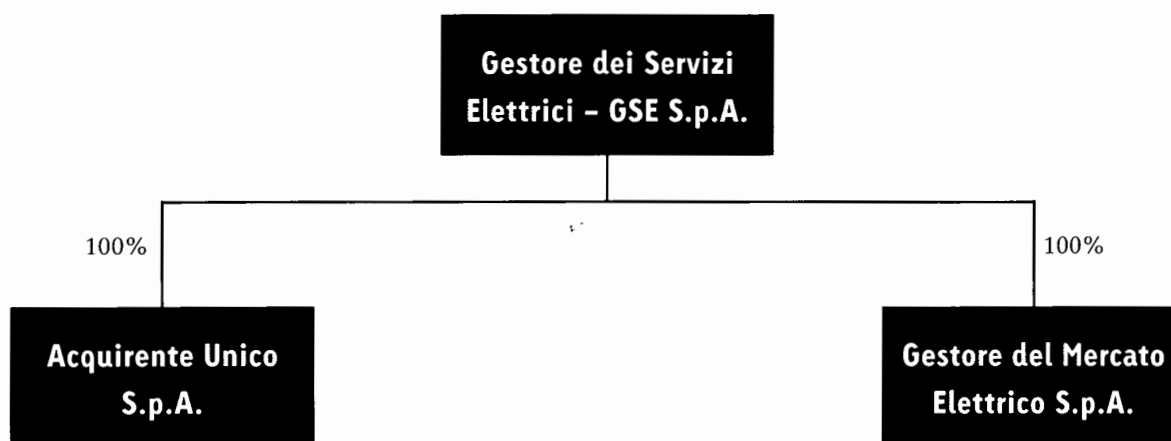 Gestore dei Servizi
Elettrici – GSE S.p.A.
100%
100%
Acquirente Unico
S.p.A.
Gestore del Mercato
Elettrico S.p.A.